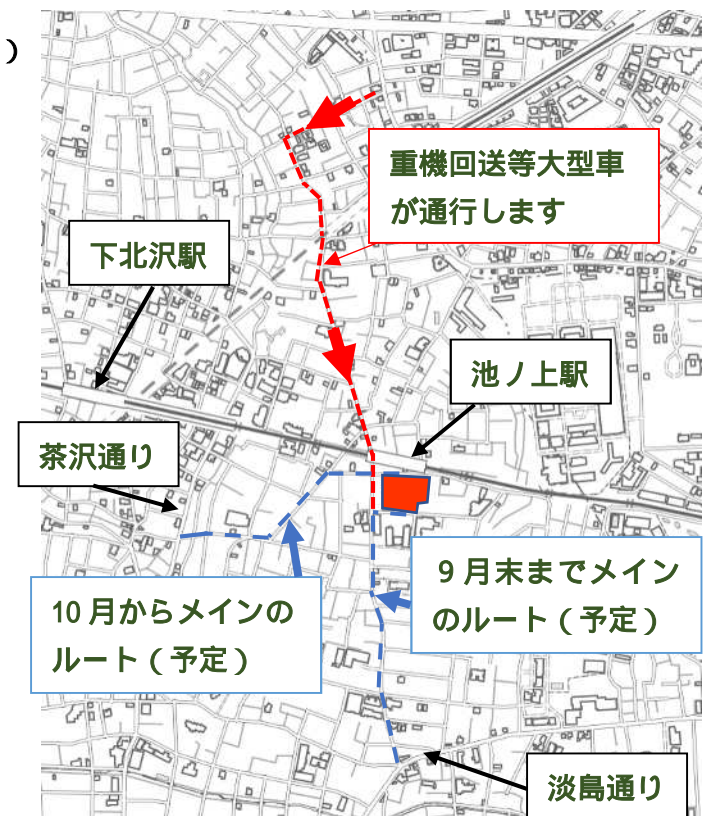 )
重機回送等大型車
が通行します
下北沢駅
池ノ上駅
茶沢通り
９月末までメイン
のルート（予定）
10月からメインの
ルート（予定）
淡島通り